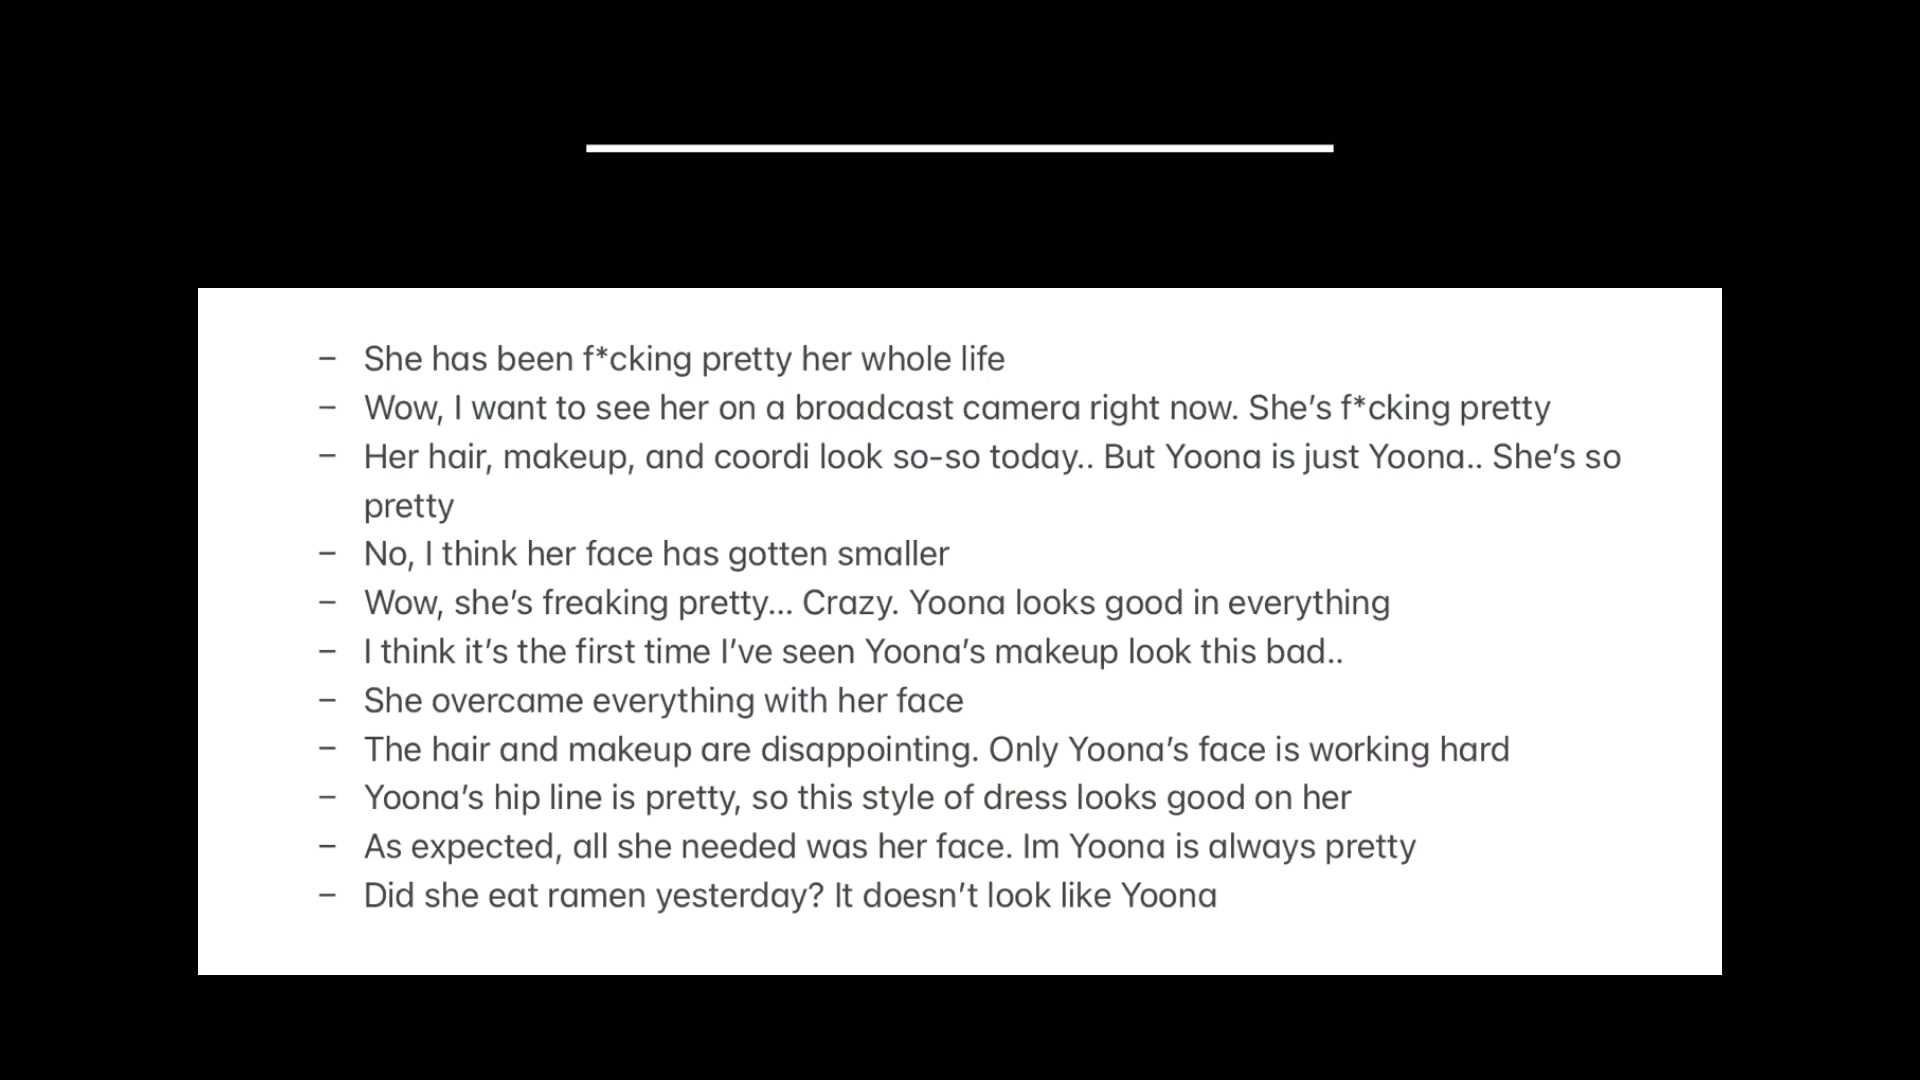 – She has been f*cking pretty her whole life
– Wow, I want to see her on a broadcast camera right now. She’s f*cking pretty
– Her hair, makeup, and coordi look so-so today.. But Yoona is just Yoona.. She’s so
pretty
– No, I think her face has gotten smaller
– Wow, she’s freaking pretty... Crazy. Yoona looks good in everything
– I think it’s the first time I’ve seen Yoona’s makeup look this bad..
– She overcame everything with her face
– The hair and makeup are disappointing. Only Yoona’s face is working hard
– Yoona’s hip line is pretty, so this style of dress looks good on her
– As expected, all she needed was her face. Im Yoona is always pretty
– Did she eat ramen yesterday? It doesn’t look like Yoona